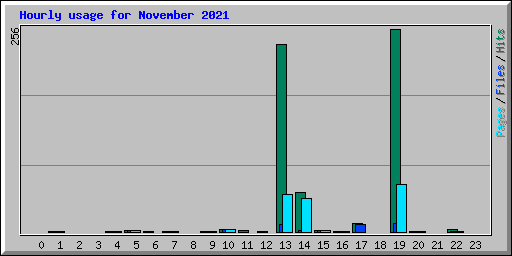 Hourly usage for November 2021
256
Pages/Files/Hits
0 1 2 3 4 5 6 7 8 9 10 11 12 13 14 15 16 17 18 19 20 21 22 23